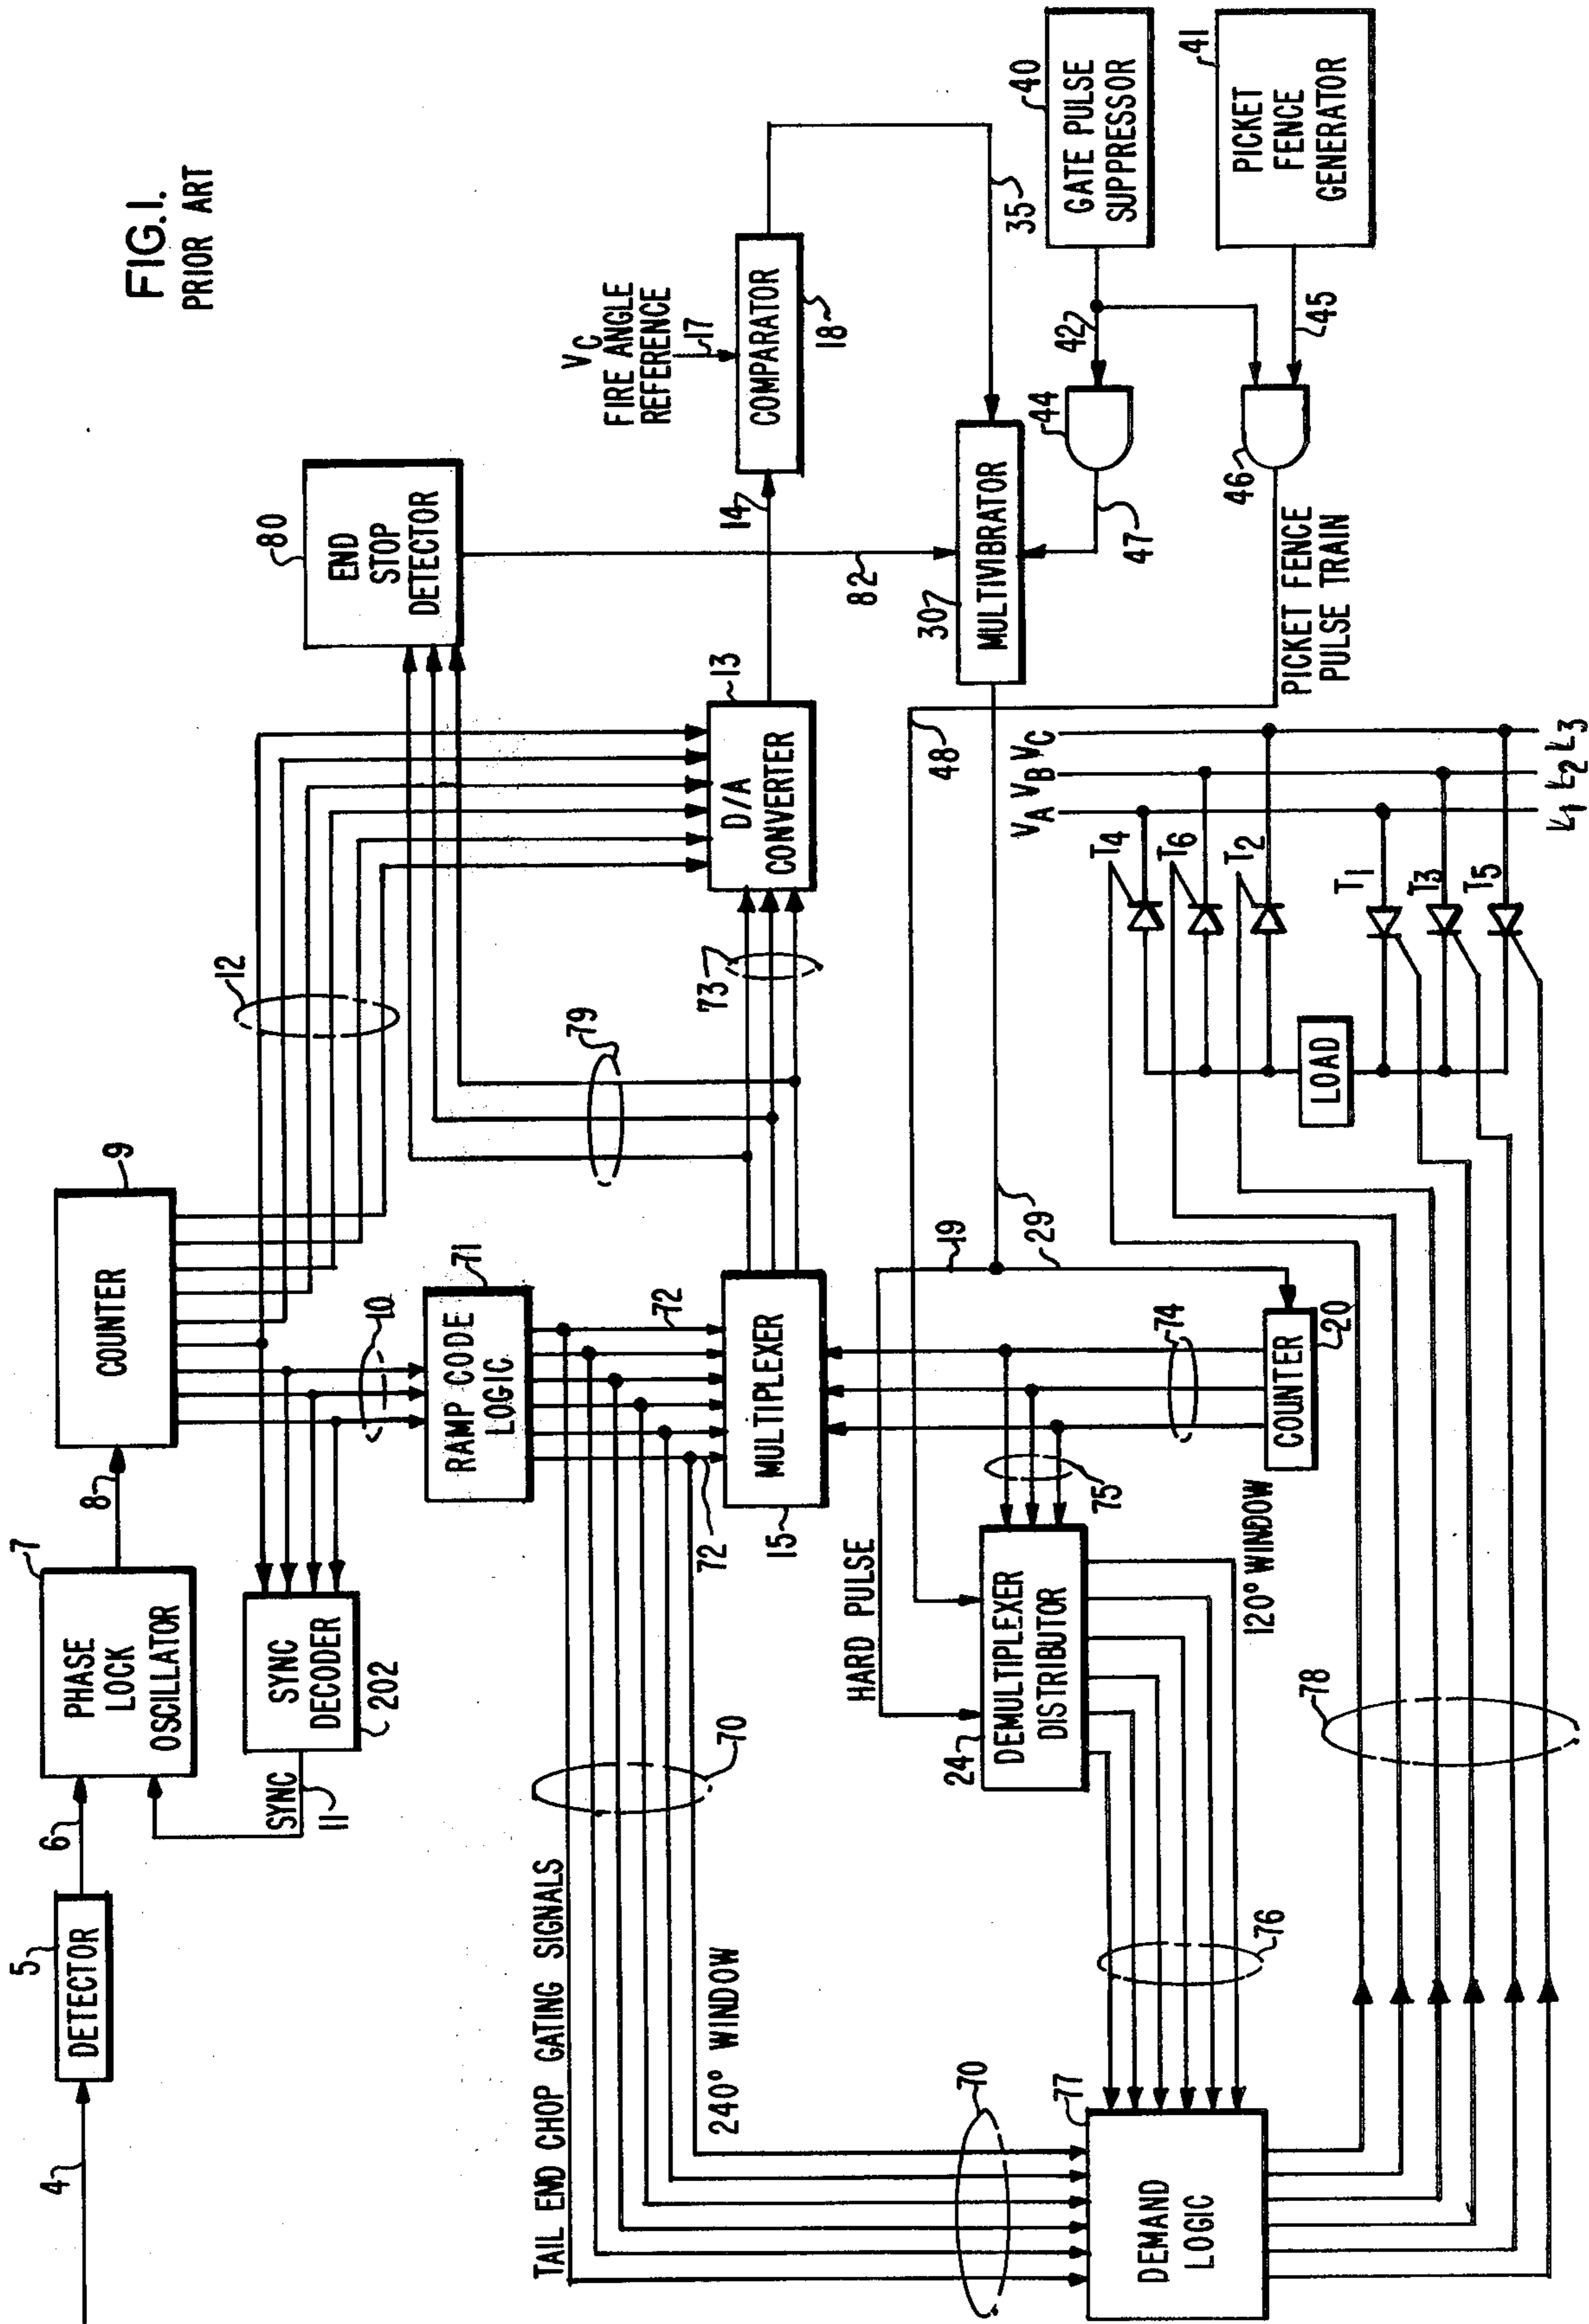 FIG.1.
PRIOR ART
4
5
DETECTOR
6
7
PHASE
LOCK
OSCILLATOR
8
9
COUNTER
SYNC
11
SYNC
DECODER
202
10
12
RAMP CODE
LOGIC
71
72
72
MULTIPLEXER
15
79
73
D/A
CONVERTER
13
END
STOP
DETECTOR
80
14
VC
FIRE ANGLE
REFERENCE
17
COMPARATOR
18
82
35
MULTIVIBRATOR
30
40
GATE PULSE
SUPPRESSOR
41
PICKET
FENCE
GENERATOR
42
44
45
46
47
PICKET FENCE
PULSE TRAIN
48
TAIL END CHOP GATING SIGNALS
70
240° WINDOW
70
HARD PULSE
19
29
74
75
COUNTER
20
24
DEMULTIPLEXER
DISTRIBUTOR
120° WINDOW
76
77
DEMAND
LOGIC
78
LOAD
VA VB VC
T4
T6
T2
T1
T3
T5
L1 L2 L3